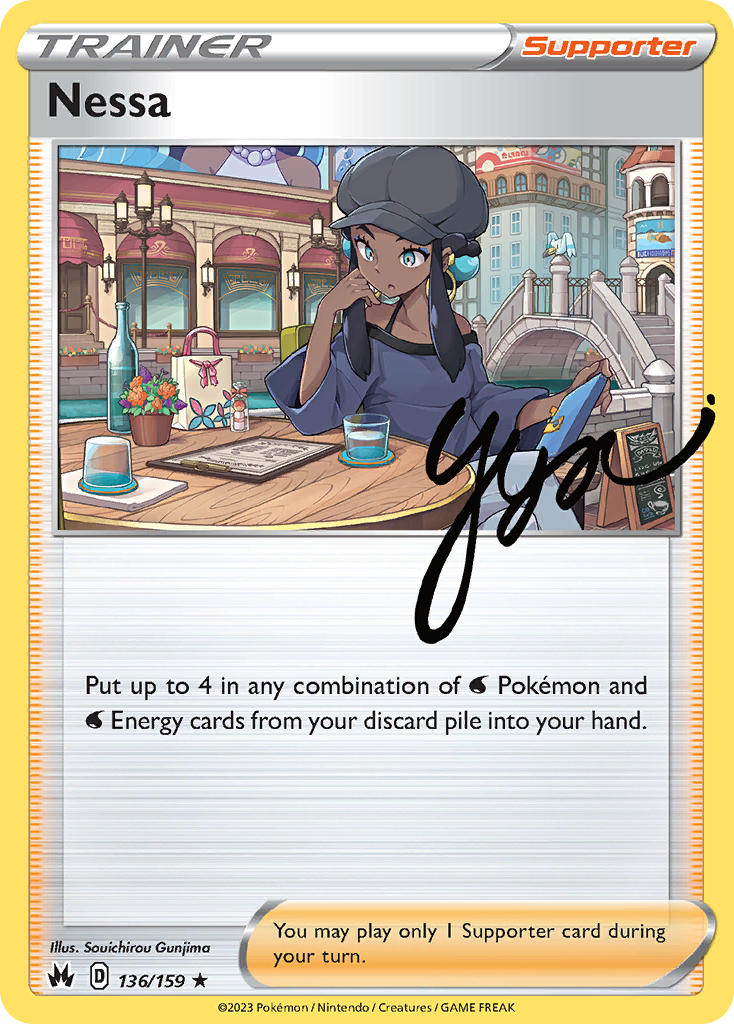 TRAINER Supporter
Nessa
Put up to 4 in any combination of Pokémon and
Energy cards from your discard pile into your hand.
You may play only 1 Supporter card during
your turn.
Illus. Souichirou Gunjima
D 136/159 ★
©2023 Pokémon / Nintendo / Creatures / GAME FREAK